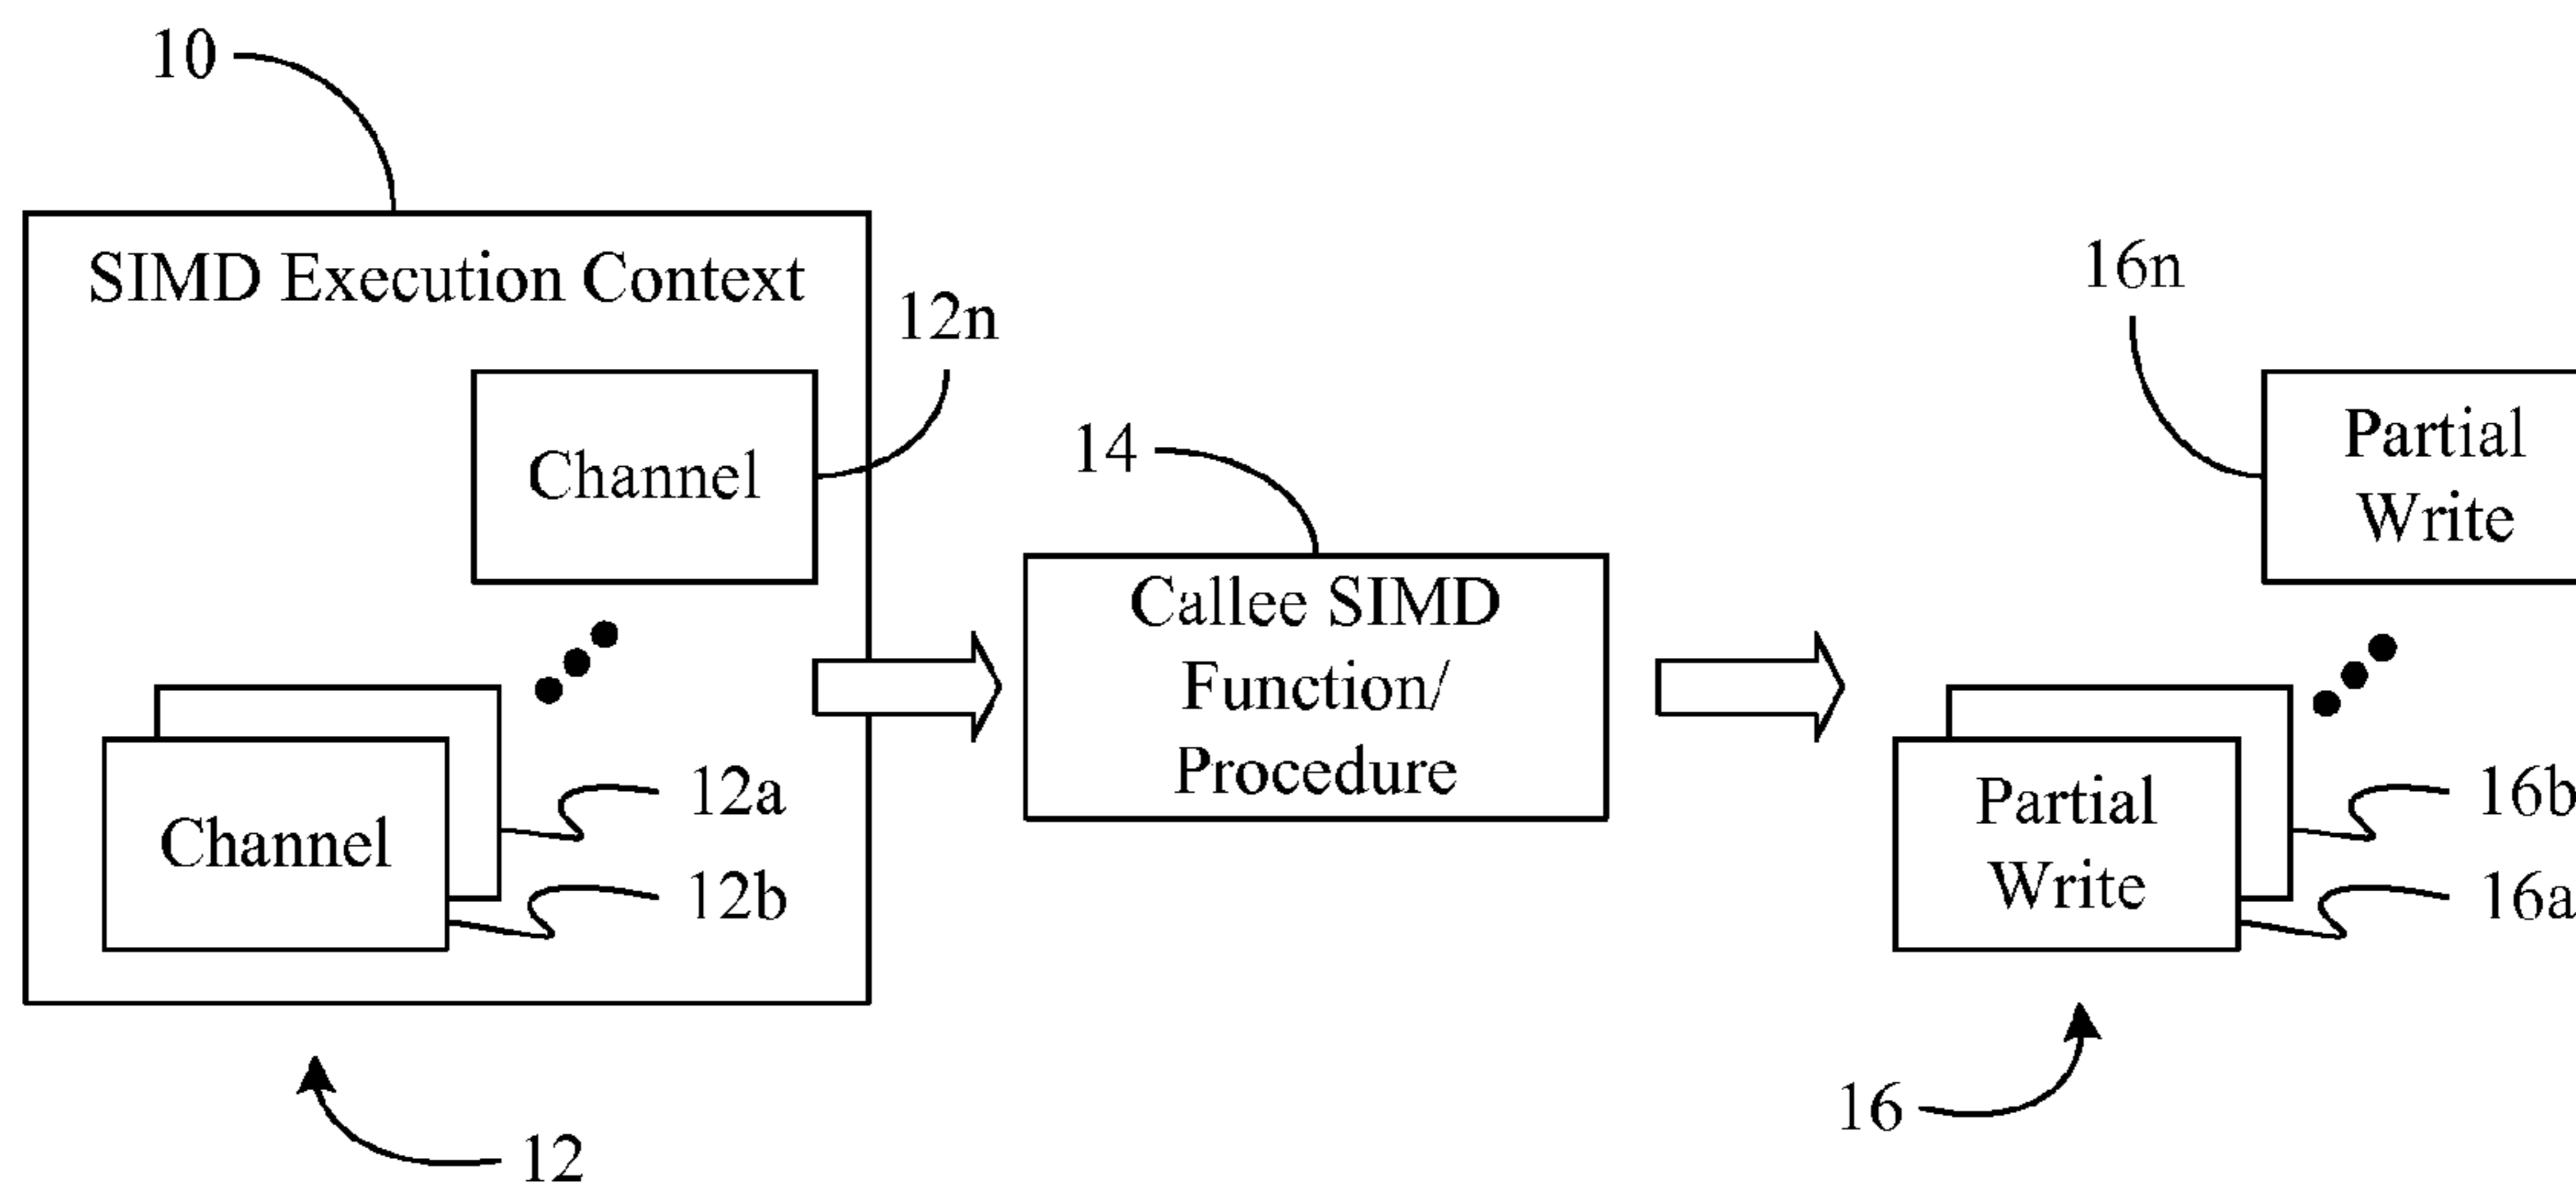 10
SIMD Execution Context
12n
Channel
Channel
12a
12b
12
14
Callee SIMD
Function/
Procedure
16n
Partial
Write
Partial
Write
16b
16a
16